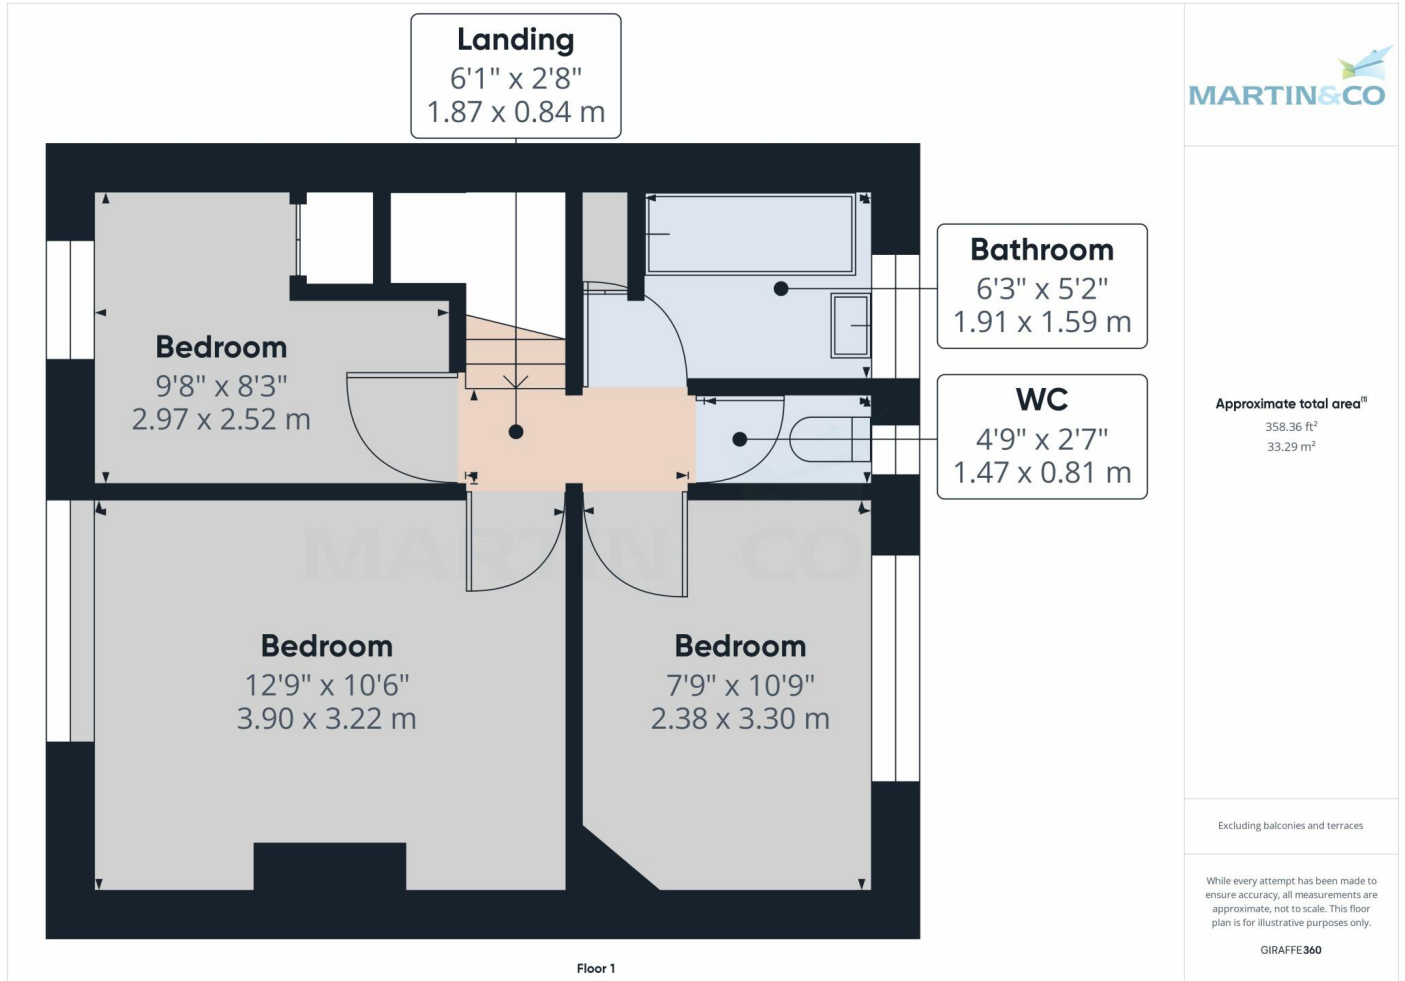 Landing
6'1" x 2'8"
1.87 x 0.84 m
MARTIN&CO
Bathroom
6'3" x 5'2"
1.91 x 1.59 m
Bedroom
9'8" x 8'3"
2.97 x 2.52 m
WC
4'9" x 2'7"
1.47 x 0.81 m
Approximate total area(1)
358.36 ft²
33.29 m²
MARTIN CO
Bedroom
12'9" x 10'6"
3.90 x 3.22 m
Bedroom
7'9" x 10'9"
2.38 x 3.30 m
Excluding balconies and terraces
While every attempt has been made to
ensure accuracy, all measurements are
approximate, not to scale. This floor
plan is for illustrative purposes only.
GIRAFFE360
Floor 1